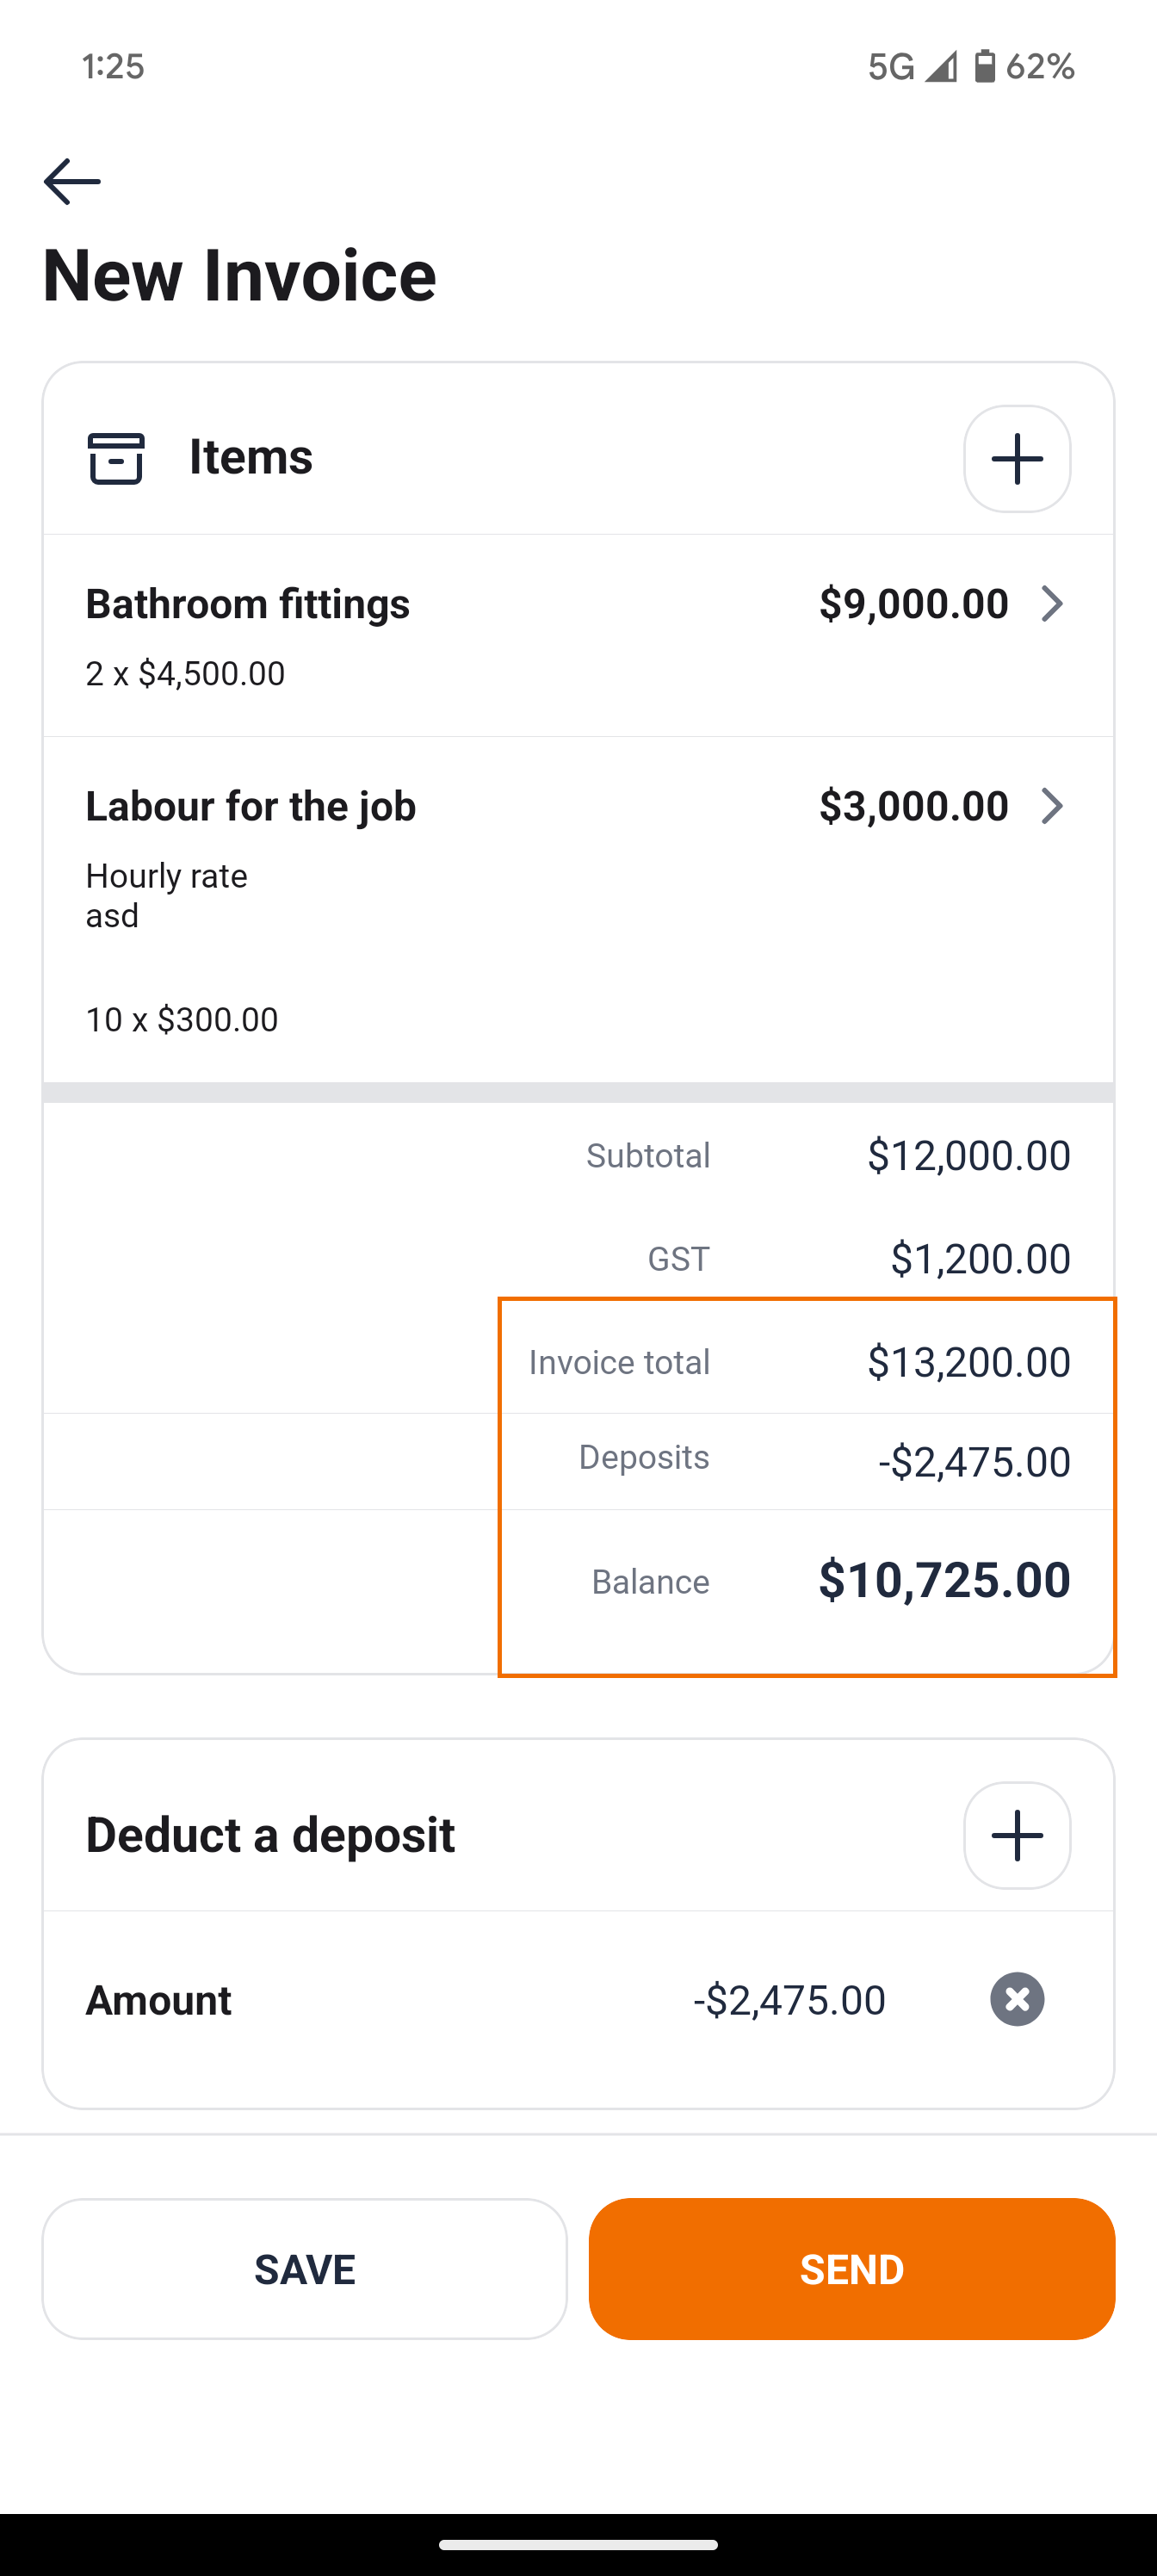 1:25 5G 62%
New Invoice
Items
Bathroom fittings $9,000.00
2 x $4,500.00
Labour for the job $3,000.00
Hourly rate
asd
10 x $300.00
Subtotal $12,000.00
GST $1,200.00
Invoice total $13,200.00
Deposits -$2,475.00
Balance $10,725.00
Deduct a deposit
Amount -$2,475.00
SAVE SEND